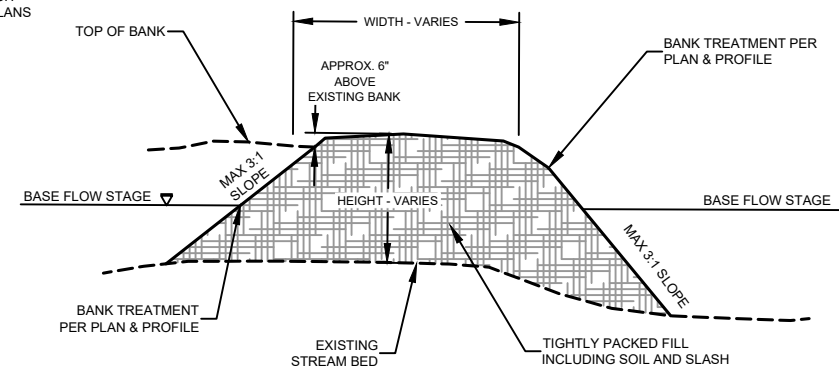 LANS
TOP OF BANK
WIDTH - VARIES
APPROX. 6"
ABOVE
EXISTING BANK
BANK TREATMENT PER
PLAN & PROFILE
MAX 3:1
SLOPE
BASE FLOW STAGE
HEIGHT - VARIES
BASE FLOW STAGE
MAX 3:1 SLOPE
BANK TREATMENT
PER PLAN & PROFILE
EXISTING
STREAM BED
TIGHTLY PACKED FILL
INCLUDING SOIL AND SLASH